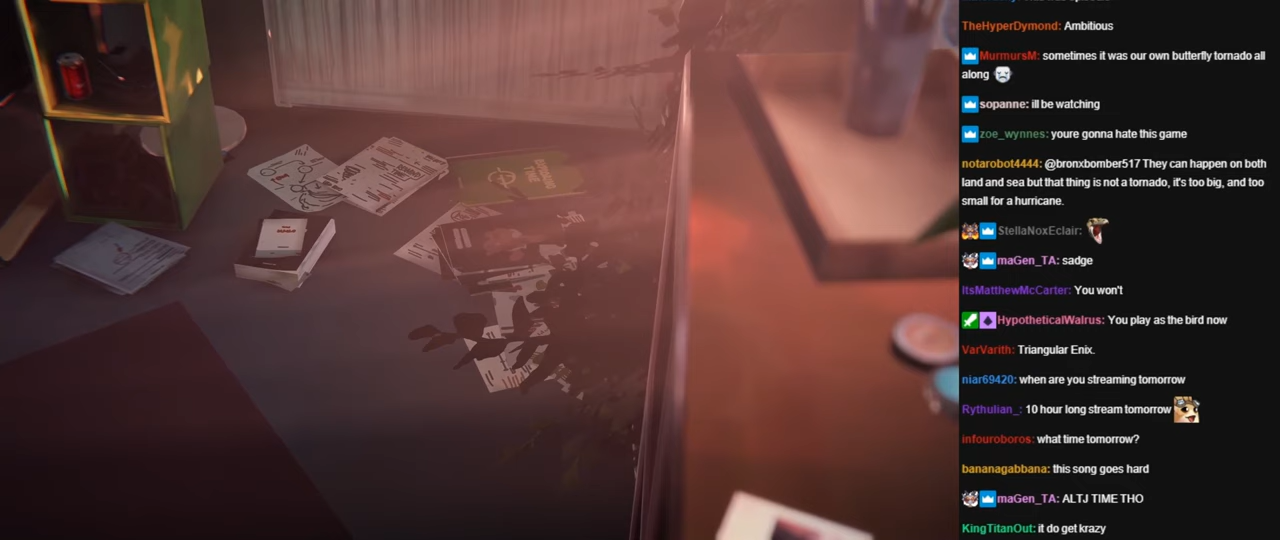 TheHyperDymond: Ambitious
MurmursM: sometimes it was our own butterfly tornado all
along
sopanne: ill be watching
zoe_wynnes: youre gonna hate this game
notarobot4444: @bronxbomber517 They can happen on both
land and sea but that thing is not a tornado, it's too big, and too
small for a hurricane.
StellaNoxEclair:
maGen_TA: sadge
ItsMatthewMcCarter: You won't
HypotheticalWalrus: You play as the bird now
VarVarith: Triangular Enix.
niar69420: when are you streaming tomorrow
Rythulian_: 10 hour long stream tomorrow
infouroboros: what time tomorrow?
bananagabbana: this song goes hard
maGen_TA: ALTJ TIME THO
KingTitanOut: it do get krazy